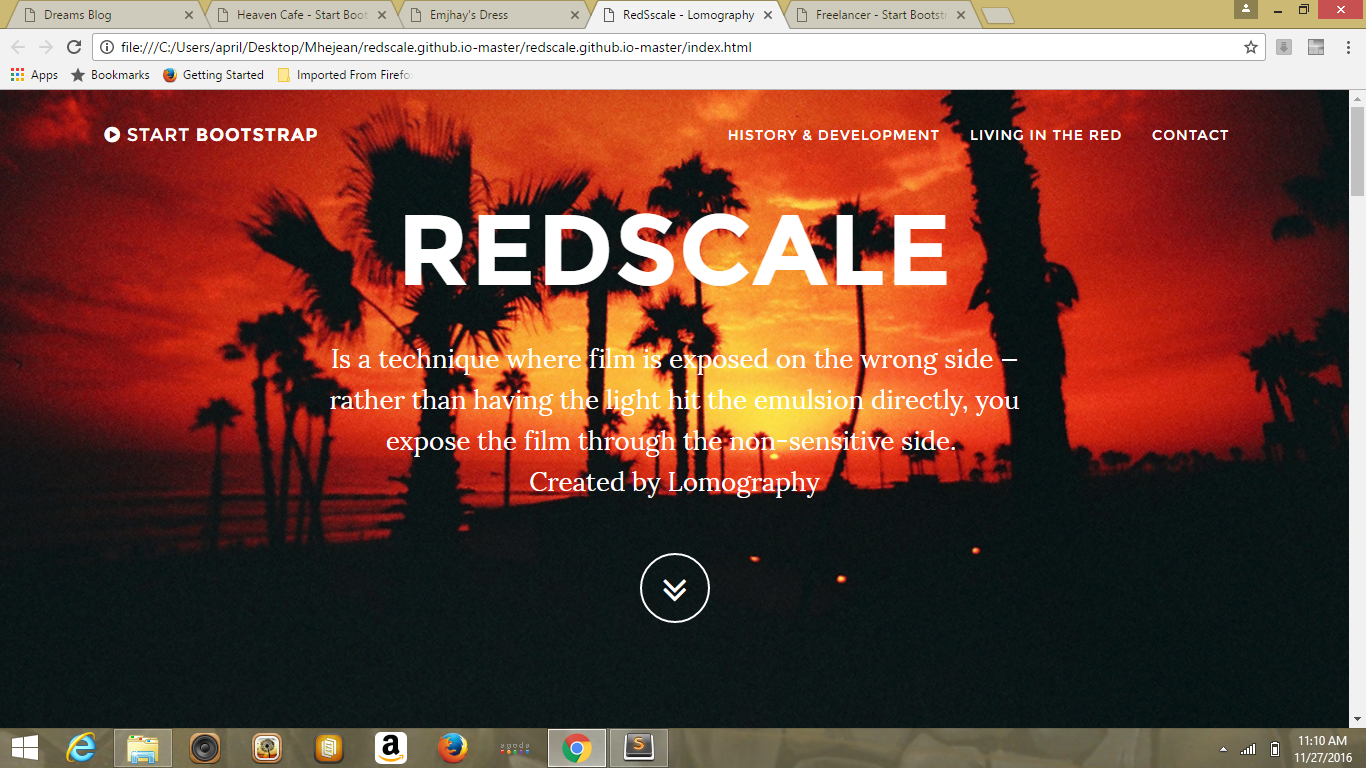 Dreams Blog
Heaven Cafe - Start Boot
Emjhay's Dress
RedSscale - Lomography
Freelancer - Start Bootst
file:///C:/Users/april/Desktop/Mhejean/redscale.github.io-master/redscale.github.io-master/index.html
Apps
Bookmarks
Getting Started
Imported From Firefo
START BOOTSTRAP
HISTORY & DEVELOPMENT
LIVING IN THE RED
CONTACT
REDSCALE
Is a technique where film is exposed on the wrong side —
rather than having the light hit the emulsion directly, you
expose the film through the non-sensitive side.
Created by Lomography
a
agoda
S
11:10 AM
11/27/2016